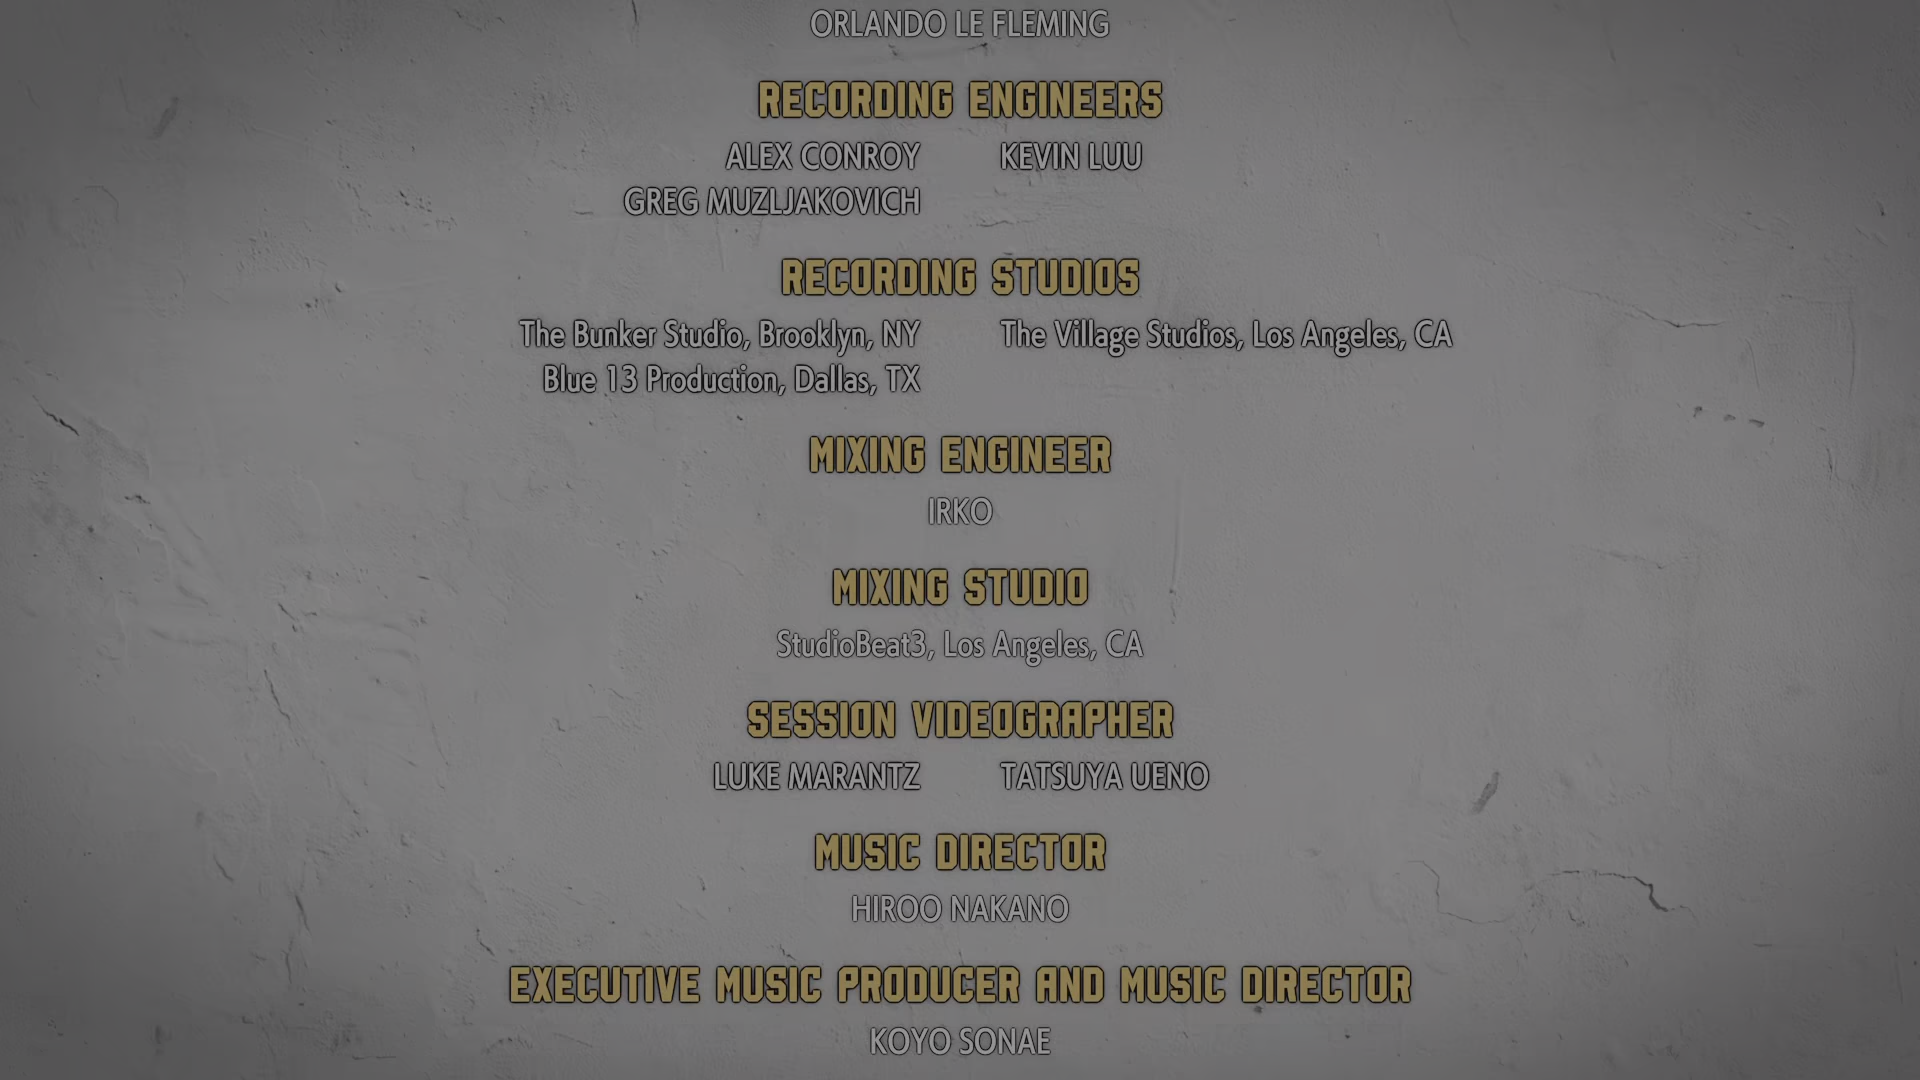 ORLANDO LE FLEMING
RECORDING ENGINEERS
ALEX CONROY KEVIN LUU
GREG MUZLJAKOVICH
RECORDING STUDIOS
The Bunker Studio, Brooklyn, NY The Village Studios, Los Angeles, CA
Blue 13 Production, Dallas, TX
MIXING ENGINEER
IRKO
MIXING STUDIO
StudioBeat3, Los Angeles, CA
SESSION VIDEOGRAPHER
LUKE MARANTZ TATSUYA UENO
MUSIC DIRECTOR
HIROO NAKANO
EXECUTIVE MUSIC PRODUCER AND MUSIC DIRECTOR
KOYO SONAE